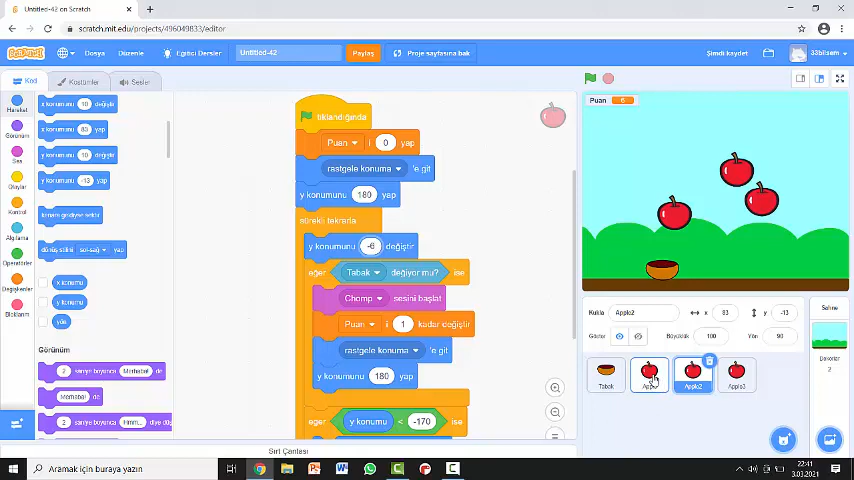 Untitled-42 on Scratch
scratch.mit.edu/projects/496049833/editor
SCRATCH
Dosya
Düzenle
Eğitici Dersler
Untitled-42
Paylaş
Proje sayfasına bak
Şimdi kaydet
33bilsem
Kod
Kostümler
Sesler
Hareket
Görünüm
Ses
Olaylar
Kontrol
Algılama
Operatörler
Değişkenler
Bloklarım
x konumunu 10 değiştir
x konumunu 83 yap
y konumunu 10 değiştir
y konumunu -13 yap
dönüş stilini sol-sağ yap
x konumu
y konumu
yön
Görünüm
2 saniye boyunca Merhaba! de
Merhaba! de
2 saniye boyunca Hmm... diye
tıklandığında
Puan i 0 yap
rastgele konuma 'e git
y konumunu 180 yap
sürekli tekrarla
y konumunu -6 değiştir
eğer Tabak değiyor mu? ise
Chomp sesini başlat
Puan i 1 kadar değiştir
rastgele konuma 'e git
y konumunu 180 yap
eğer y konumu < -170 ise
Sırt Çantası
Puan 6
Kukla Apple2 x 83 y -13
Göster Büyüklük 100 Yön 90
Sahne
Dekorlar
2
Tabak
Apple2
Apple3
Aramak için buraya yazın
22:41
3.03.2021